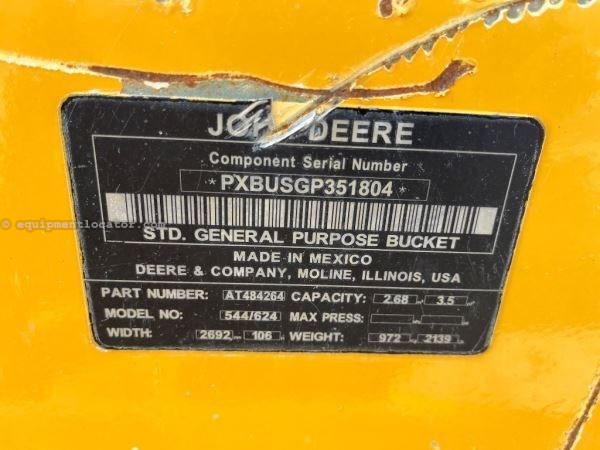 JOHN DEERE
Component Serial Number
*PXBUSGP351804*
STD. GENERAL PURPOSE BUCKET
MADE IN MEXICO
DEERE & COMPANY, MOLINE, ILLINOIS, USA
PART NUMBER: AT484264 CAPACITY: 2.68 3.5
MODEL NO: 544/624 MAX PRESS:
WIDTH: 2692 106 WEIGHT: 972 2139
© equipmentlocator.com